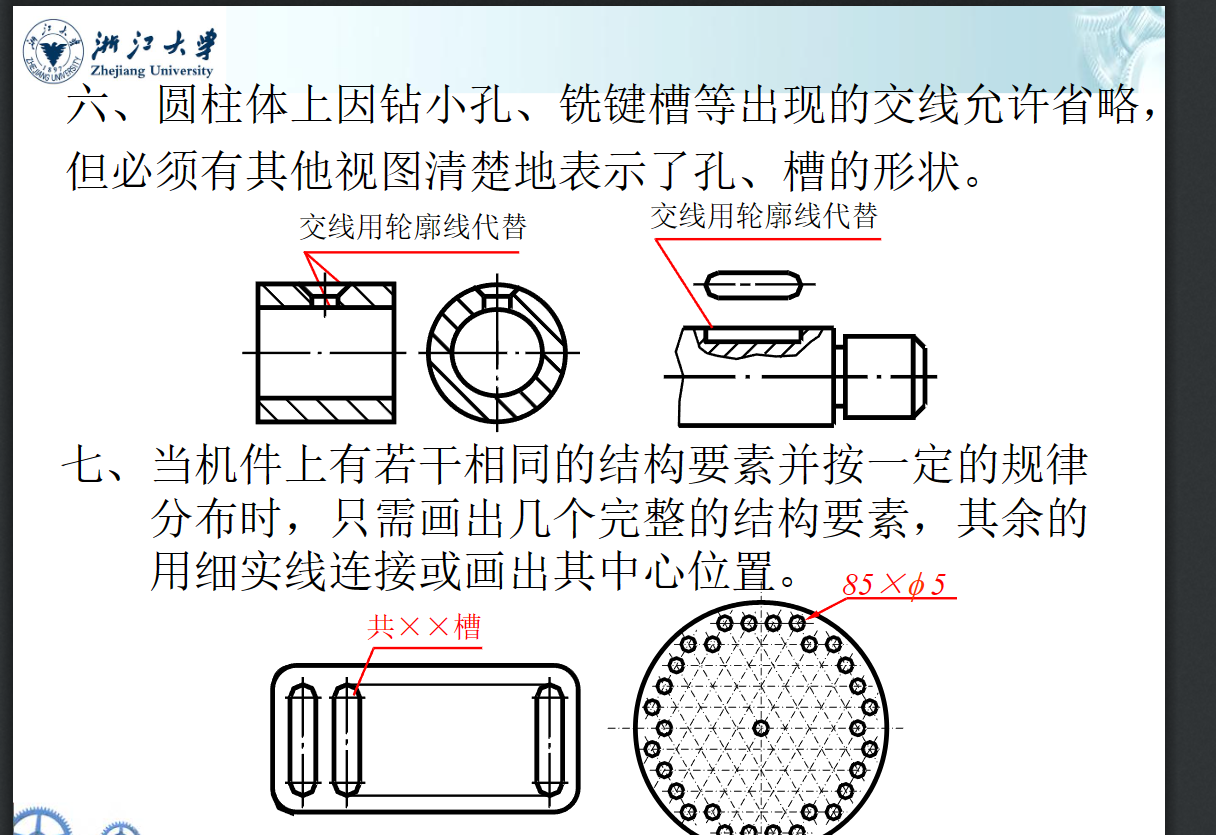 浙江大学
Zhejiang University
ZHEJIANG UNIVERSITY
1897
六、圆柱体上因钻小孔、铣键槽等出现的交线允许省略，
但必须有其他视图清楚地表示了孔、槽的形状。
交线用轮廓线代替
交线用轮廓线代替
七、当机件上有若干相同的结构要素并按一定的规律
分布时，只需画出几个完整的结构要素，其余的
用细实线连接或画出其中心位置。
85×ϕ5
共××槽